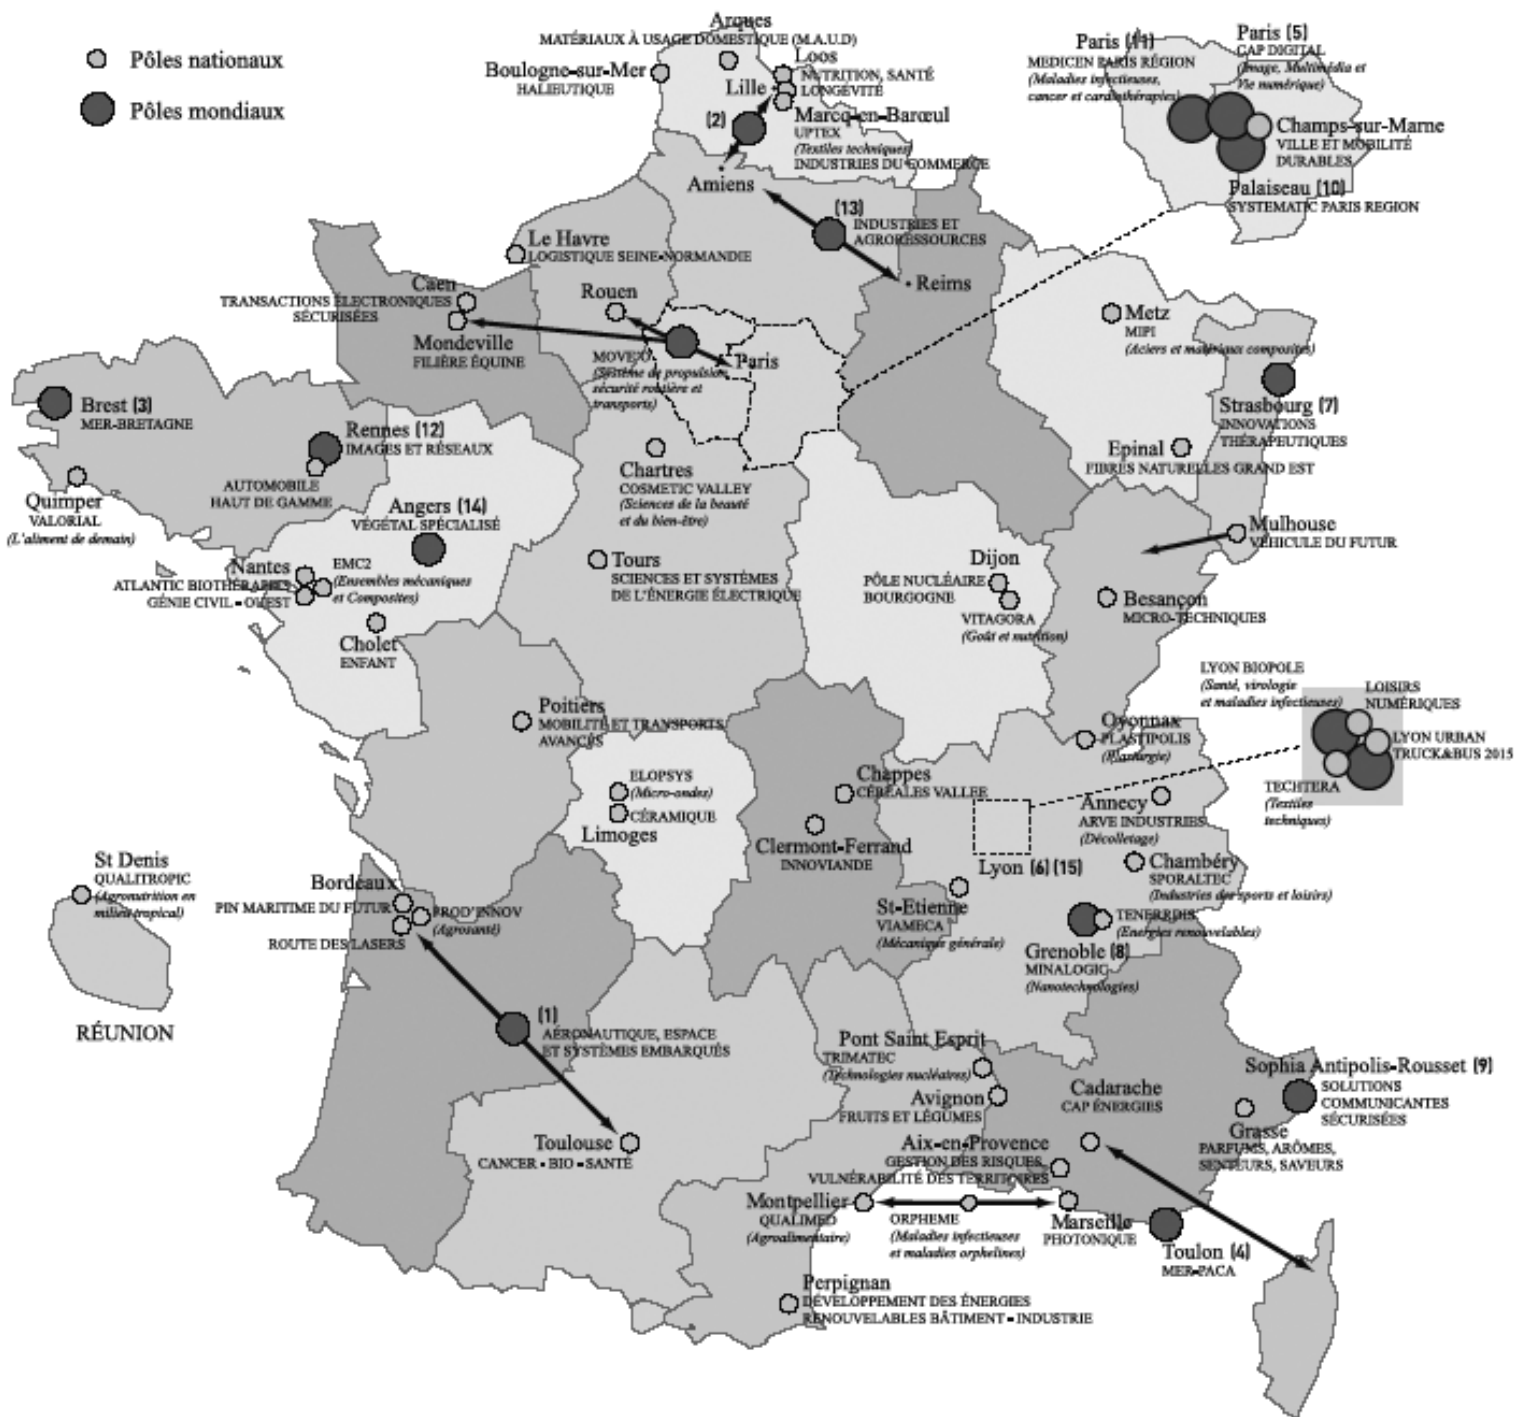 Pôles nationaux
Pôles mondiaux
Arques
MATÉRIAUX À USAGE DOMESTIQUE (M.A.U.D)
Boulogne-sur-Mer
HALIEUTIQUE
Loos
NUTRITION, SANTÉ
LONGÉVITÉ
Lille
Marcq-en-Barœul
UPTEX
(Textiles techniques)
INDUSTRIES DU COMMERCE
(2)
Amiens
Paris (11)
MEDICEN PARIS RÉGION
(Maladies infectieuses,
cancer et cardiothérapies)
Paris (5)
CAP DIGITAL
(Image, Multimédia et
Vie numérique)
Champs-sur-Marne
VILLE ET MOBILITÉ
DURABLES
Palaiseau (10)
SYSTEMATIC PARIS REGION
(13)
INDUSTRIES ET
AGRORESSOURCES
Reims
Le Havre
LOGISTIQUE SEINE-NORMANDIE
Caen
TRANSACTIONS ÉLECTRONIQUES
SÉCURISÉES
Mondeville
FILIÈRE ÉQUINE
Rouen
MOVE'O
(Système de propulsion,
sécurité routière et
transports)
Paris
Metz
MIPI
(Aciers et matériaux composites)
Strasbourg (7)
INNOVATIONS
THÉRAPEUTIQUES
Epinal
FIBRES NATURELLES GRAND EST
Brest (3)
MER-BRETAGNE
Rennes (12)
IMAGES ET RÉSEAUX
AUTOMOBILE
HAUT DE GAMME
Quimper
VALORIAL
(L'aliment de demain)
Angers (14)
VÉGÉTAL SPÉCIALISÉ
Chartres
COSMETIC VALLEY
(Sciences de la beauté
et du bien-être)
Nantes
ATLANTIC BIOTHÉRAPIES
GÉNIE CIVIL - OUEST
EMC2
(Ensembles mécaniques
et Composites)
Cholet
ENFANT
Tours
SCIENCES ET SYSTÈMES
DE L'ÉNERGIE ÉLECTRIQUE
Dijon
PÔLE NUCLÉAIRE
BOURGOGNE
VITAGORA
(Goût et nutrition)
Mulhouse
VÉHICULE DU FUTUR
Besançon
MICRO-TECHNIQUES
Poitiers
MOBILITÉ ET TRANSPORTS
AVANCÉS
LYON BIOPOLE
(Santé, virologie
et maladies infectieuses)
LOISIRS
NUMÉRIQUES
LYON URBAN
TRUCK&BUS 2015
TECHTERA
(Textiles
techniques)
Oyonnax
PLASTIPOLIS
(Plasturgie)
ELOPSYS
(Micro-ondes)
CÉRAMIQUE
Limoges
Chappes
CÉRÉALES VALLEE
Clermont-Ferrand
INNOVIANDE
Annecy
ARVE INDUSTRIES
(Décolletage)
Chambéry
SPORALTEC
(Industries des sports et loisirs)
Lyon (6) (15)
St-Etienne
VIAMECA
(Mécanique générale)
TENERRDIS
(Energies renouvelables)
Grenoble (8)
MINALOGIC
(Nanotechnologies)
St Denis
QUALITROPIC
(Agronutrition en
milieu tropical)
RÉUNION
Bordeaux
PIN MARITIME DU FUTUR
PROD'INNOV
(Agrosanté)
ROUTE DES LASERS
(1)
AÉRONAUTIQUE, ESPACE
ET SYSTÈMES EMBARQUÉS
Toulouse
CANCER - BIO - SANTÉ
Pont Saint Esprit
TRIMATEC
(Technologies nucléaires)
Avignon
FRUITS ET LÉGUMES
Cadarache
CAP ÉNERGIES
Sophia Antipolis-Rousset (9)
SOLUTIONS
COMMUNICANTES
SÉCURISÉES
Grasse
PARFUMS, ARÔMES,
SENTEURS, SAVEURS
Aix-en-Provence
GESTION DES RISQUES,
VULNÉRABILITÉ DES TERRITOIRES
Montpellier
QUALIMED
(Agroalimentaire)
ORPHEME
(Maladies infectieuses
et maladies orphelines)
Marseille
PHOTONIQUE
Toulon (4)
MER-PACA
Perpignan
DÉVELOPPEMENT DES ÉNERGIES
RENOUVELABLES BÂTIMENT - INDUSTRIE